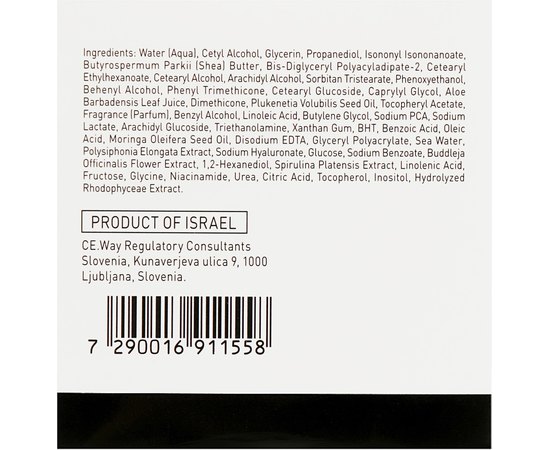 Ingredients: Water (Aqua), Cetyl Alcohol, Glycerin, Propanediol, Isononyl Isononanoate,
Butyrospermum Parkii (Shea) Butter, Bis-Diglyceryl Polyacyladipate-2, Cetearyl
Ethylhexanoate, Cetearyl Alcohol, Arachidyl Alcohol, Sorbitan Tristearate, Phenoxyethanol,
Behenyl Alcohol, Phenyl Trimethicone, Cetearyl Glucoside, Caprylyl Glycol, Aloe
Barbadensis Leaf Juice, Dimethicone, Plukenetia Volubilis Seed Oil, Tocopheryl Acetate,
Fragrance (Parfum), Benzyl Alcohol, Linoleic Acid, Butylene Glycol, Sodium PCA, Sodium
Lactate, Arachidyl Glucoside, Triethanolamine, Xanthan Gum, BHT, Benzoic Acid, Oleic
Acid, Moringa Oleifera Seed Oil, Disodium EDTA, Glyceryl Polyacrylate, Sea Water,
Polysiphonia Elongata Extract, Sodium Hyaluronate, Glucose, Sodium Benzoate, Buddleja
Officinalis Flower Extract, 1,2-Hexanediol, Spirulina Platensis Extract, Linolenic Acid,
Fructose, Glycine, Niacinamide, Urea, Citric Acid, Tocopherol, Inositol, Hydrolyzed
Rhodophyceae Extract.
PRODUCT OF ISRAEL
CE.Way Regulatory Consultants
Slovenia, Kunaverjeva ulica 9, 1000
Ljubljana, Slovenia.
7 290016 911558